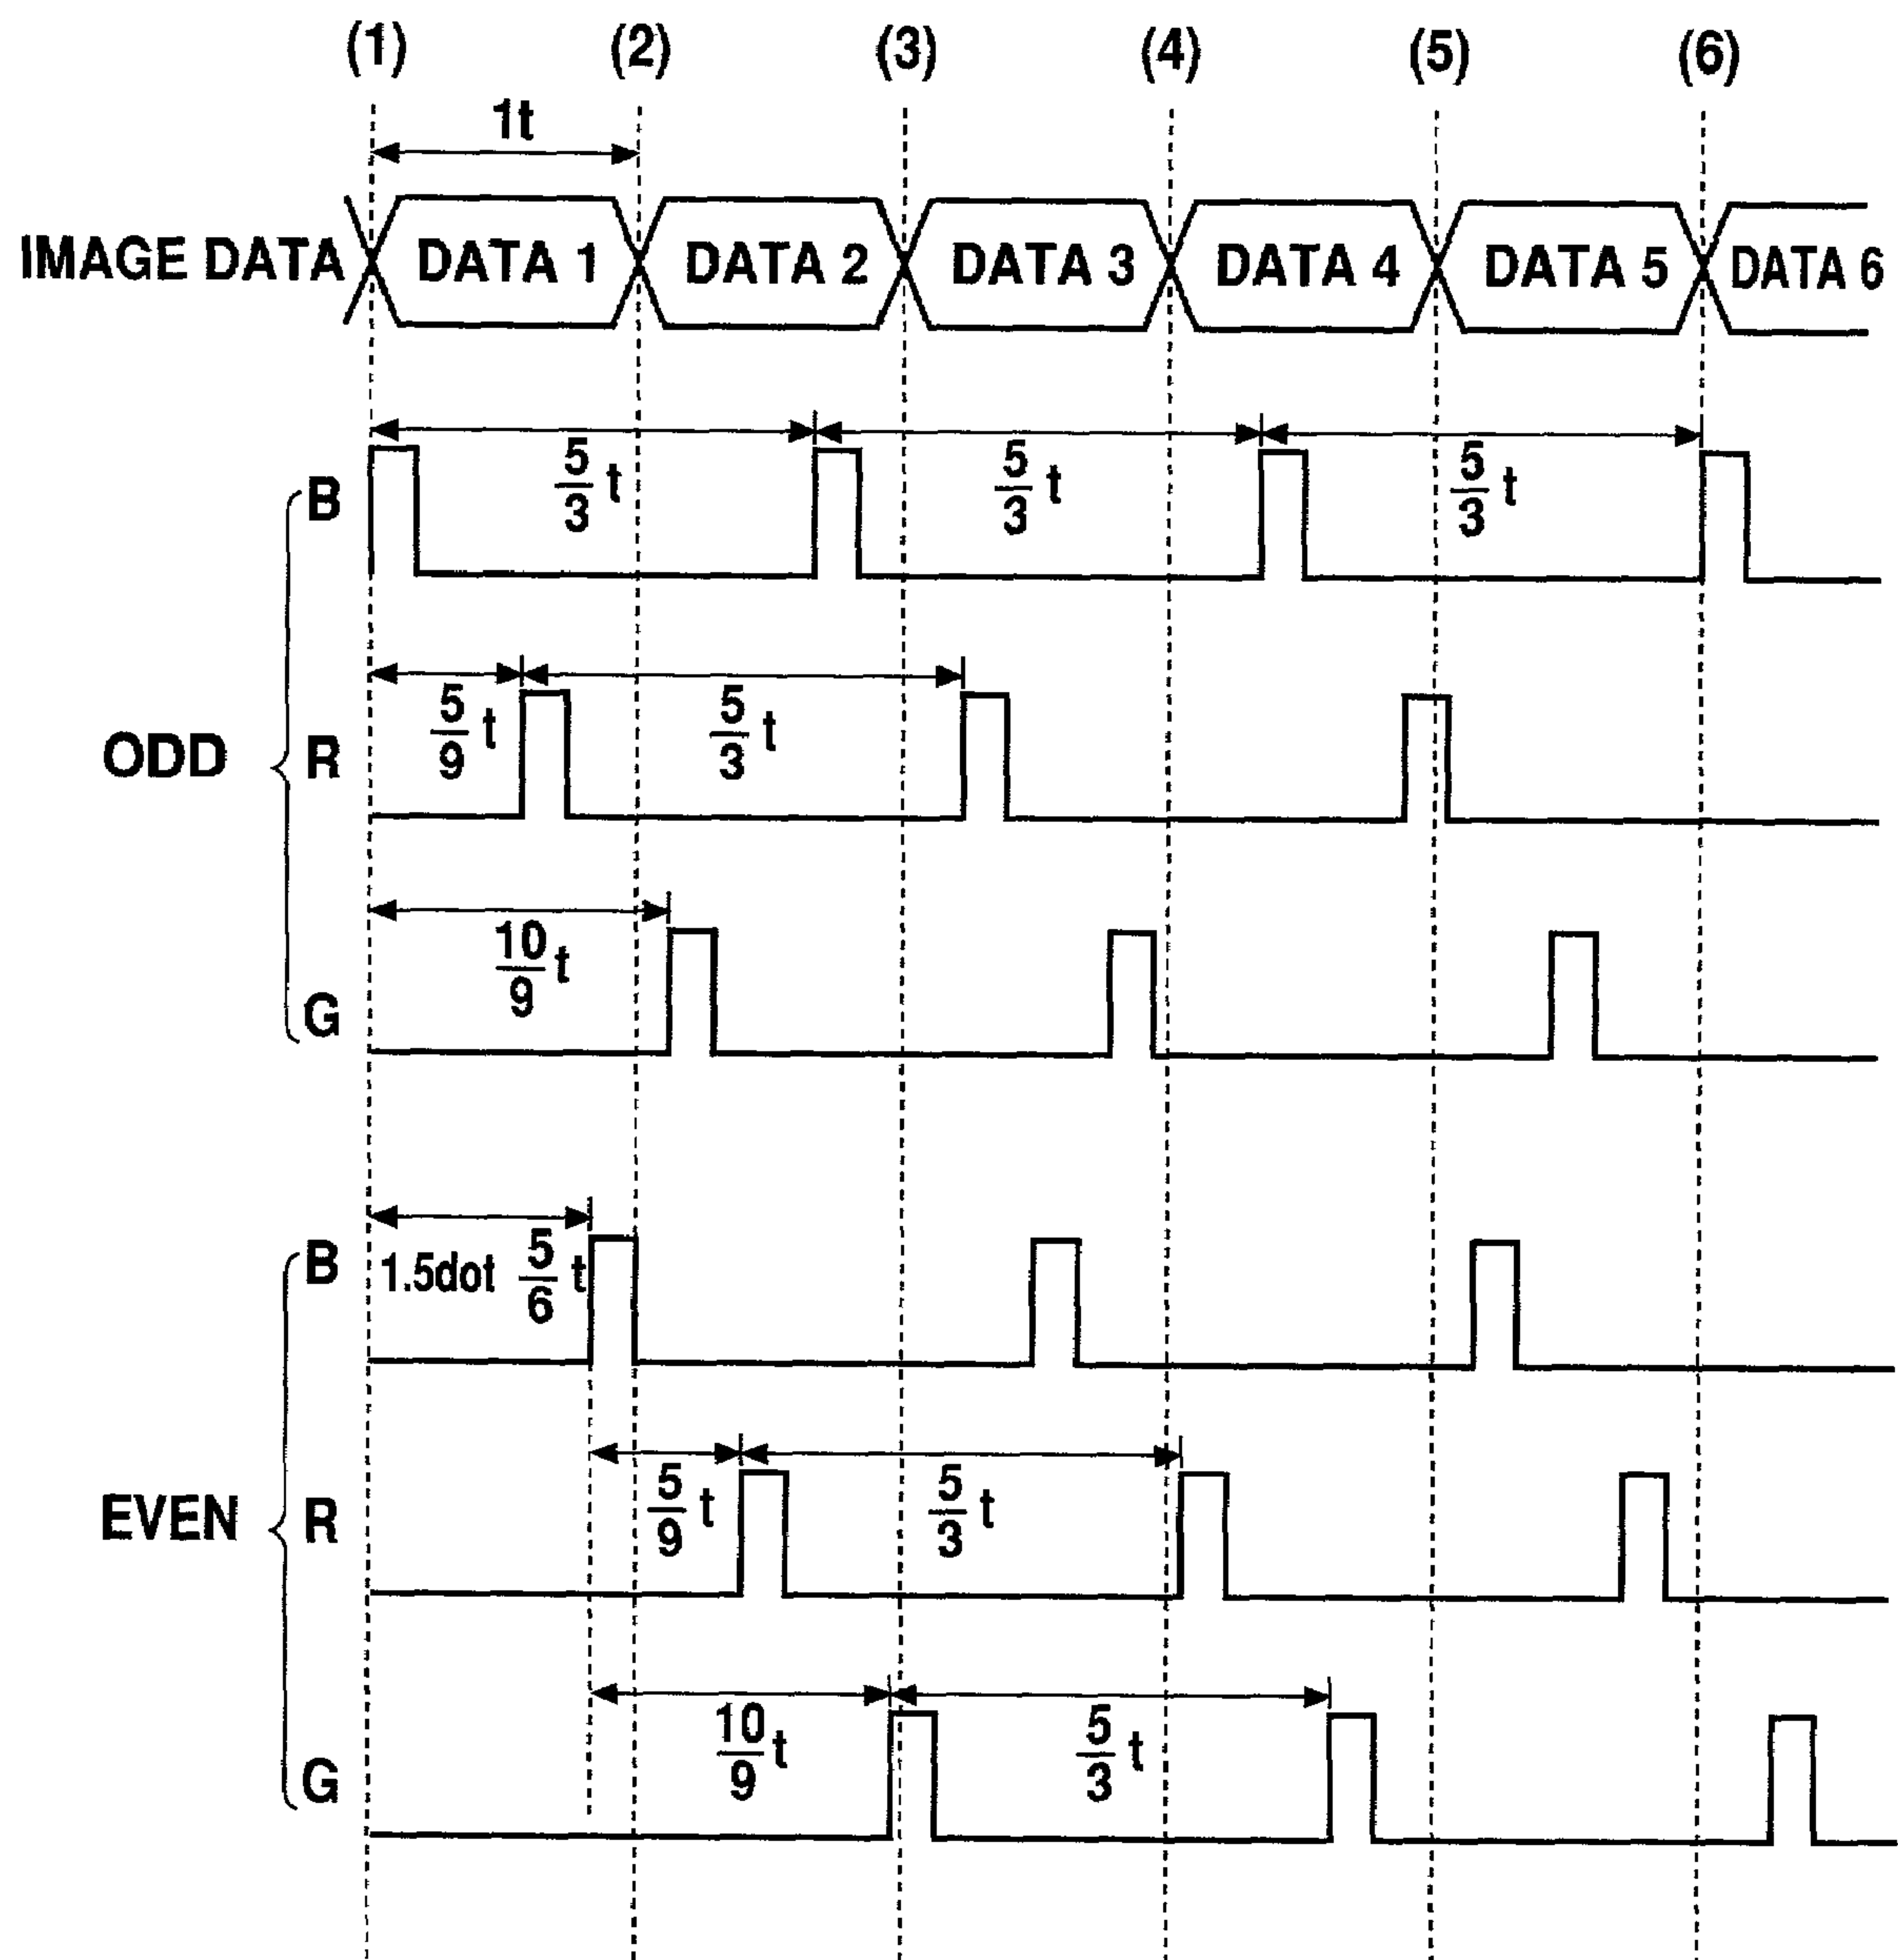 (1) (2) (3) (4) (5) (6)
1t
IMAGE DATA DATA 1 DATA 2 DATA 3 DATA 4 DATA 5 DATA 6
ODD
B 5/3 t 5/3 t 5/3 t
R 5/9 t 5/3 t
G 10/9 t
EVEN
B 1.5dot 5/6 t
R 5/9 t 5/3 t
G 10/9 t 5/3 t